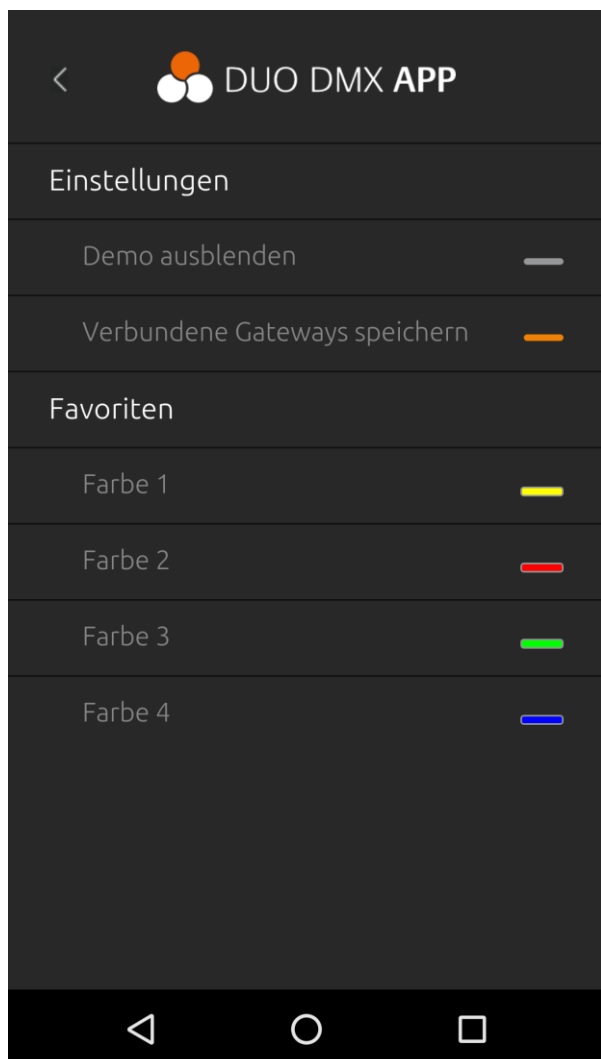 DUO DMX APP
Einstellungen
Demo ausblenden
Verbundene Gateways speichern
Favoriten
Farbe 1
Farbe 2
Farbe 3
Farbe 4